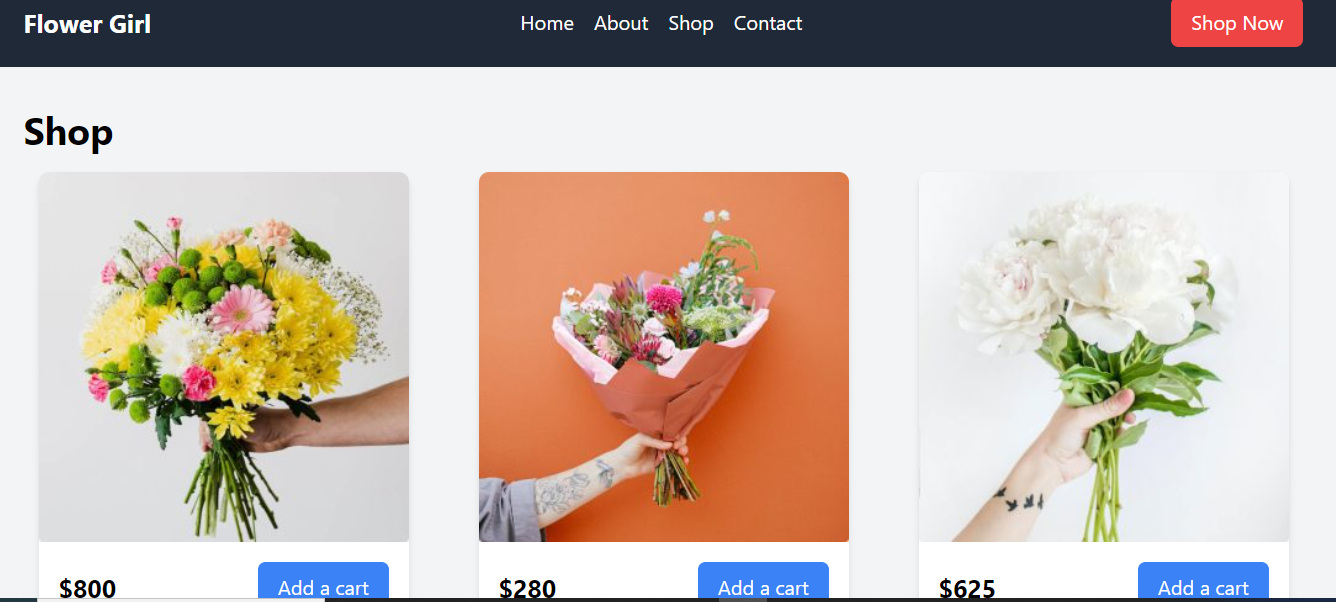 Flower Girl
Home About Shop Contact
Shop Now
Shop
$800 Add a cart
$280 Add a cart
$625 Add a cart